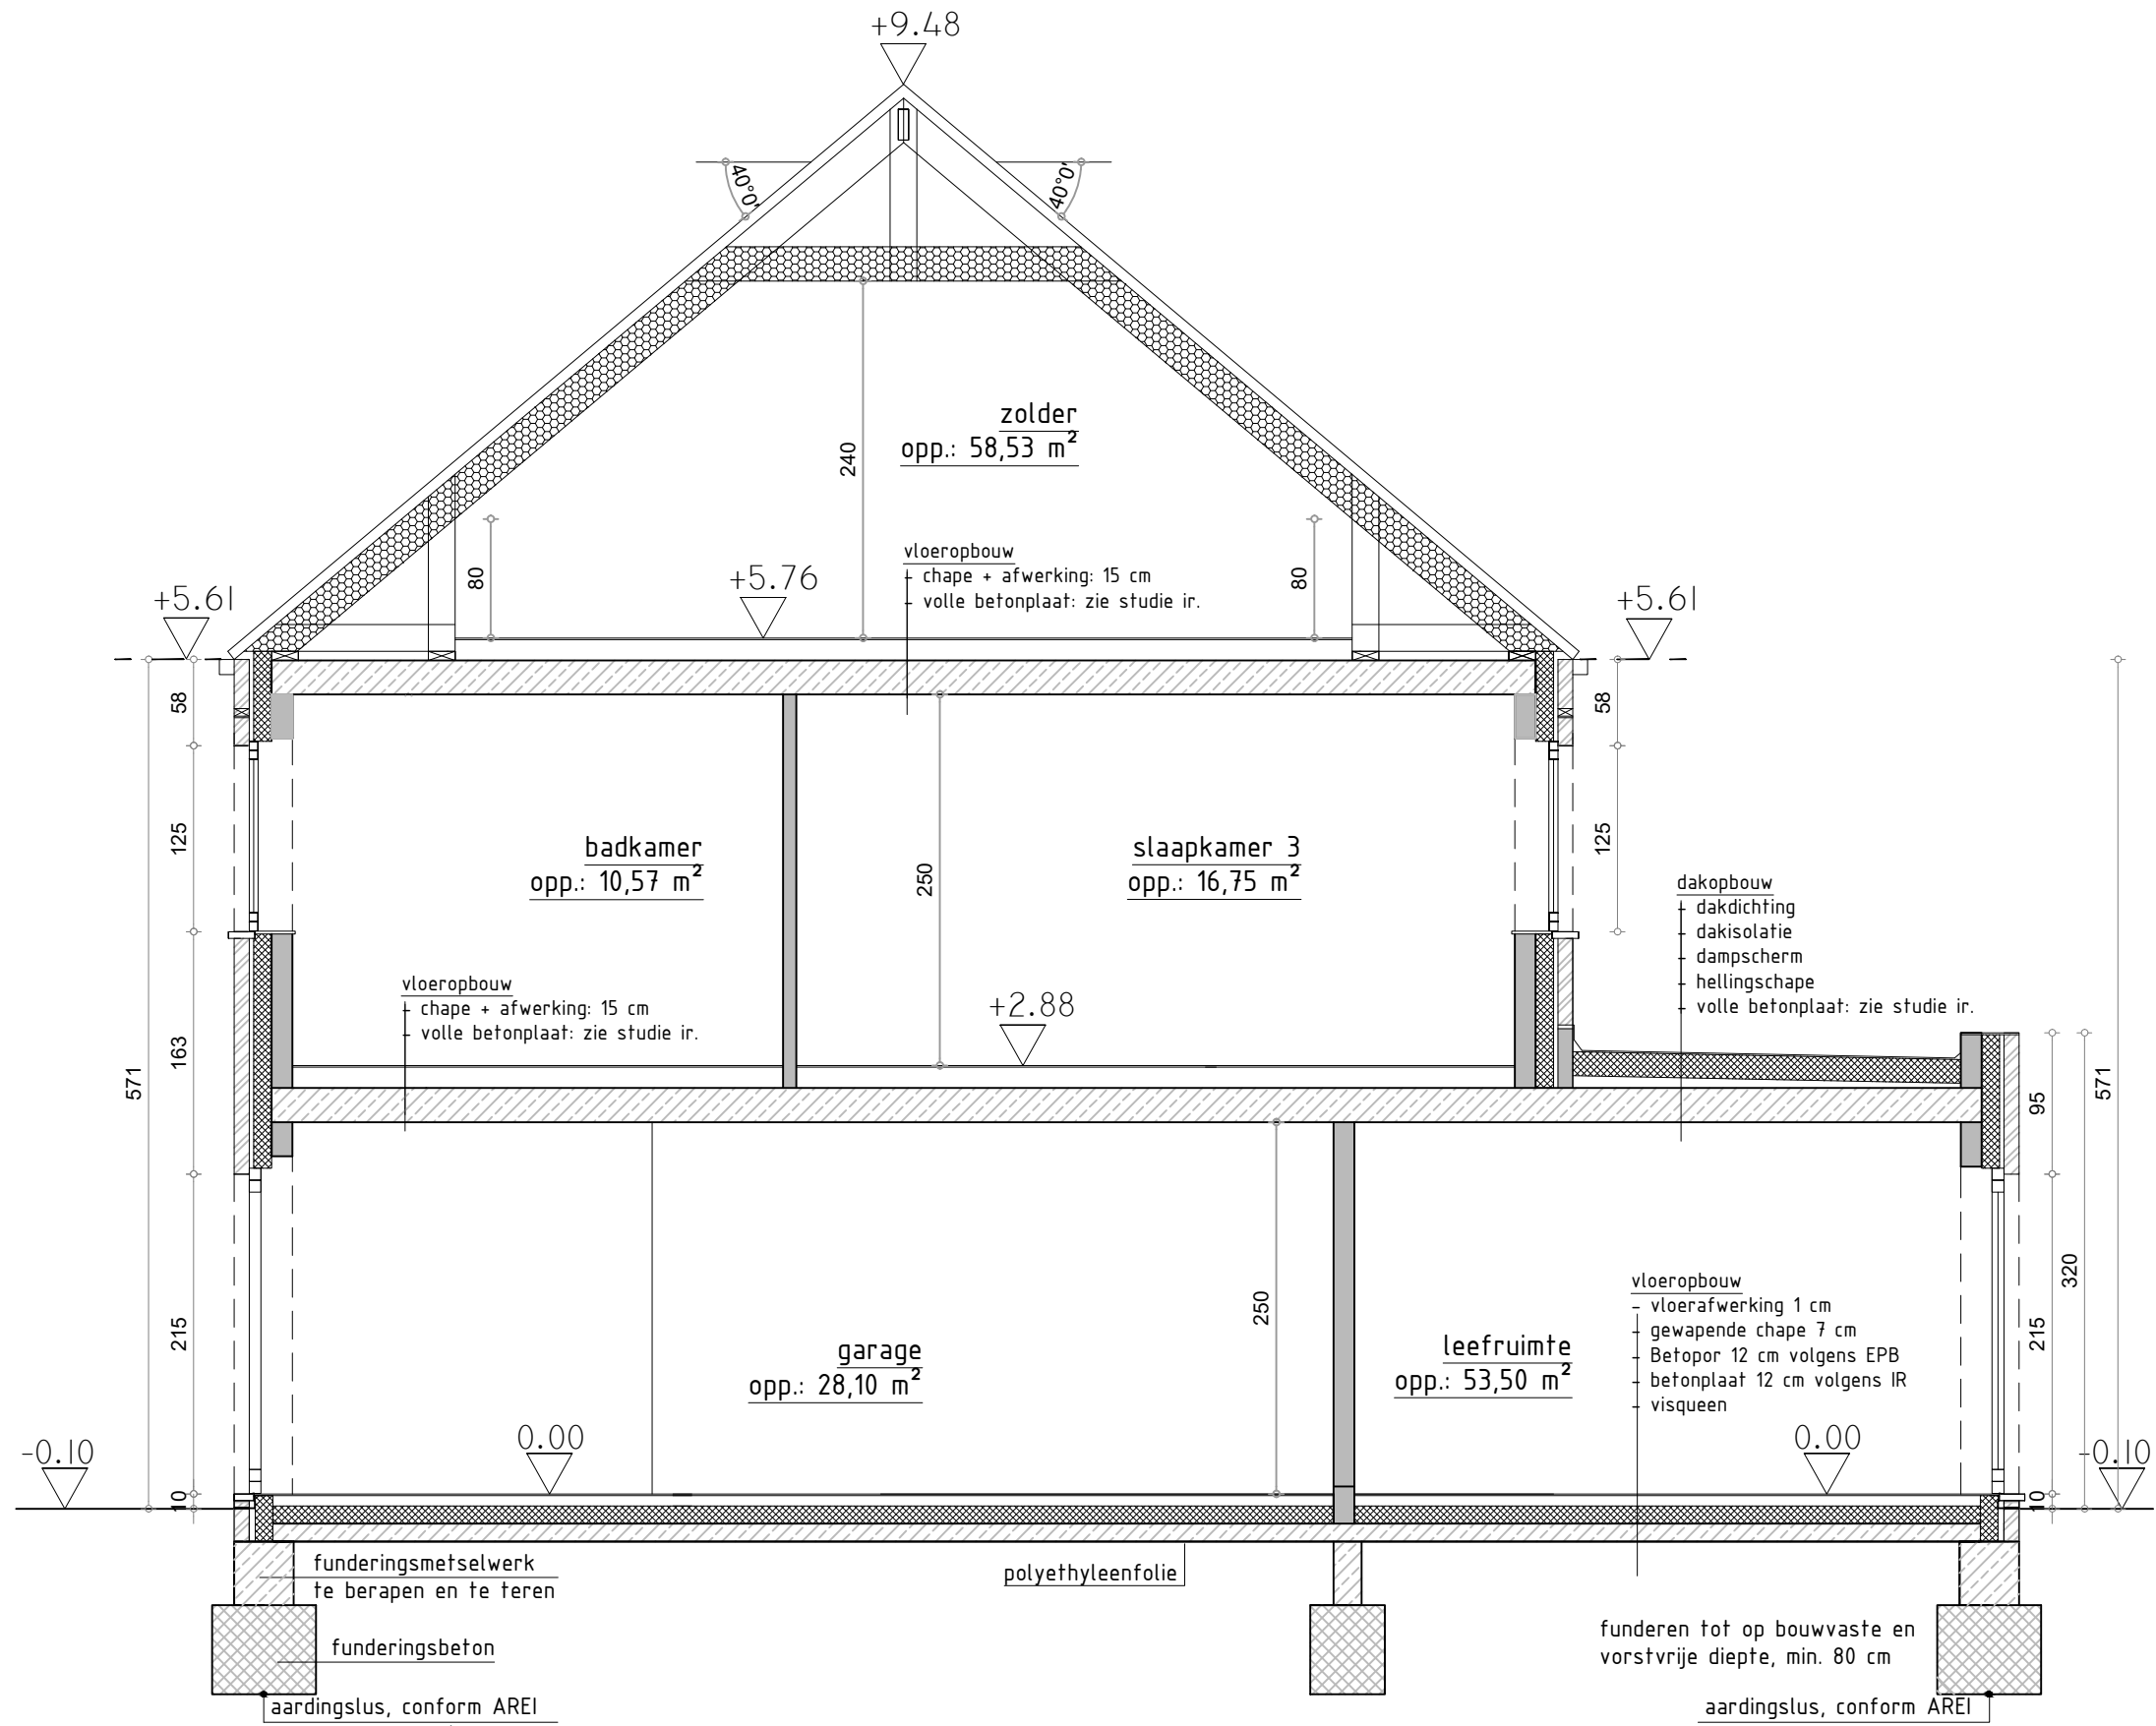 +9.48
40°0'
40°0'
zolder
opp.: 58,53 m²
240
80
80
vloeropbouw
chape + afwerking: 15 cm
volle betonplaat: zie studie ir.
+5.76
+5.61
+5.61
58
58
125
125
badkamer
opp.: 10,57 m²
slaapkamer 3
opp.: 16,75 m²
250
dakopbouw
dakdichting
dakisolatie
dampscherm
hellingschape
volle betonplaat: zie studie ir.
vloeropbouw
chape + afwerking: 15 cm
volle betonplaat: zie studie ir.
+2.88
163
571
95
571
320
250
215
215
garage
opp.: 28,10 m²
leefruimte
opp.: 53,50 m²
vloeropbouw
- vloerafwerking 1 cm
- gewapende chape 7 cm
- Betopor 12 cm volgens EPB
- betonplaat 12 cm volgens IR
- visqueen
-0.10
0.00
0.00
-0.10
10
10
funderingsmetselwerk
te berapen en te teren
polyethyleenfolie
funderingsbeton
funderen tot op bouwvaste en
vorstvrije diepte, min. 80 cm
aardingslus, conform AREI
aardingslus, conform AREI